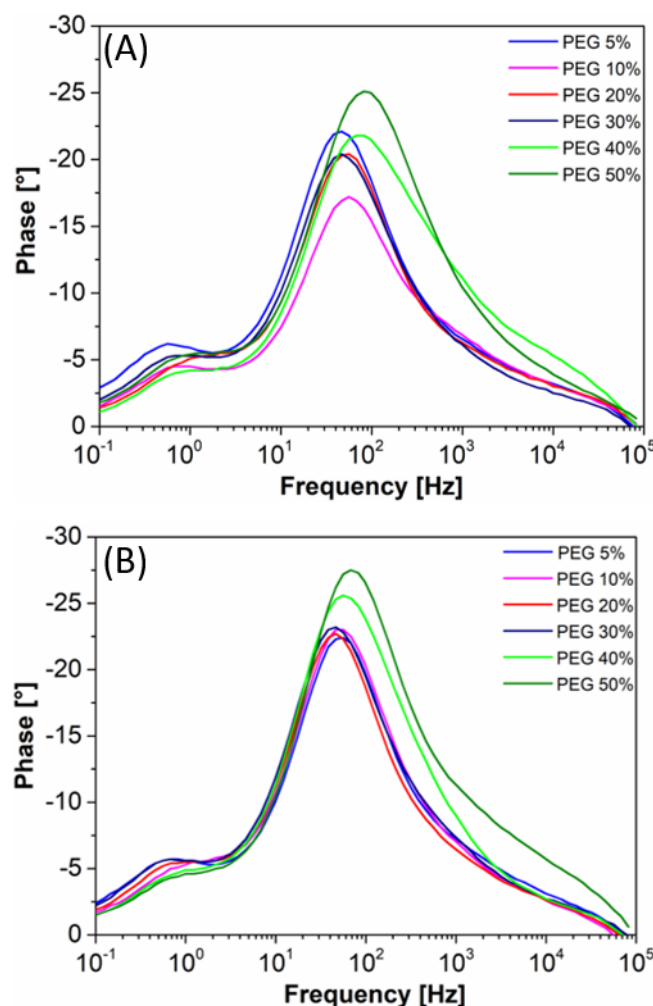 (A)
PEG 5%
PEG 10%
PEG 20%
PEG 30%
PEG 40%
PEG 50%
Phase [°]
-30
-25
-20
-15
-10
-5
0
10-1 100 101 102 103 104 105
Frequency [Hz]
(B)
PEG 5%
PEG 10%
PEG 20%
PEG 30%
PEG 40%
PEG 50%
Phase [°]
-30
-25
-20
-15
-10
-5
0
10-1 100 101 102 103 104 105
Frequency [Hz]